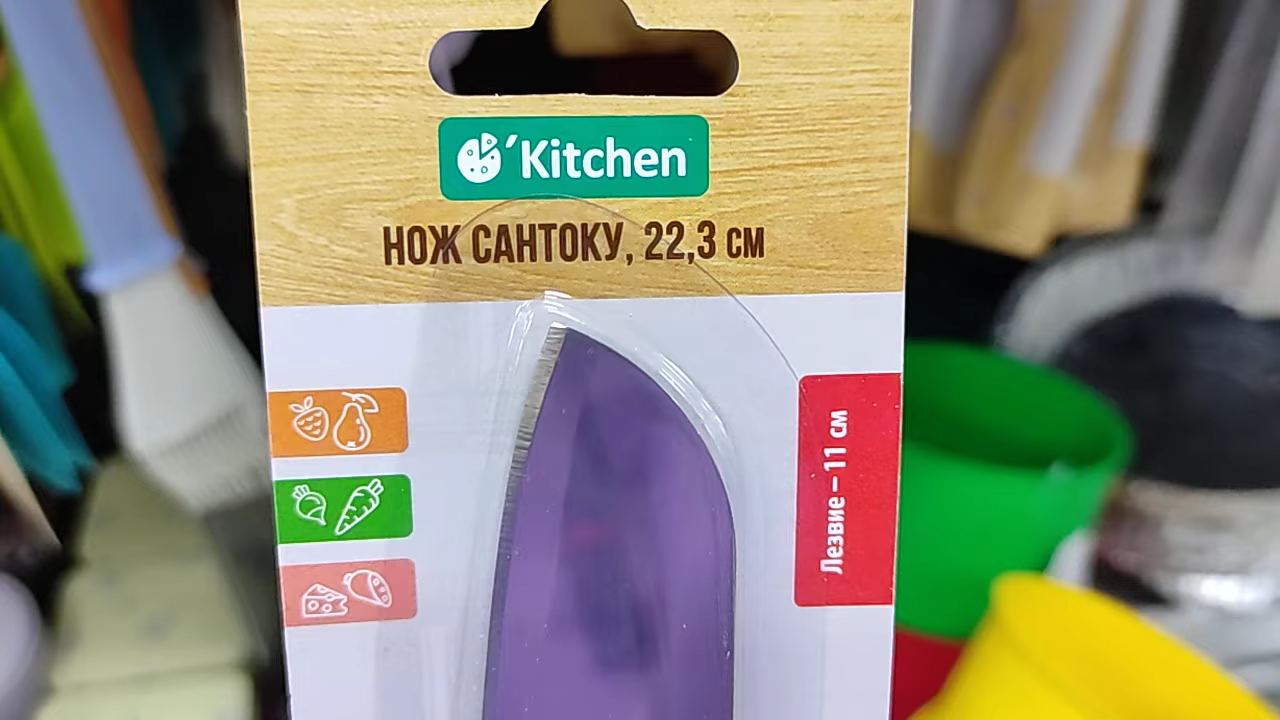 ´Kitchen
НОЖ САНТОКУ, 22,3 СМ
Лезвие – 11 см